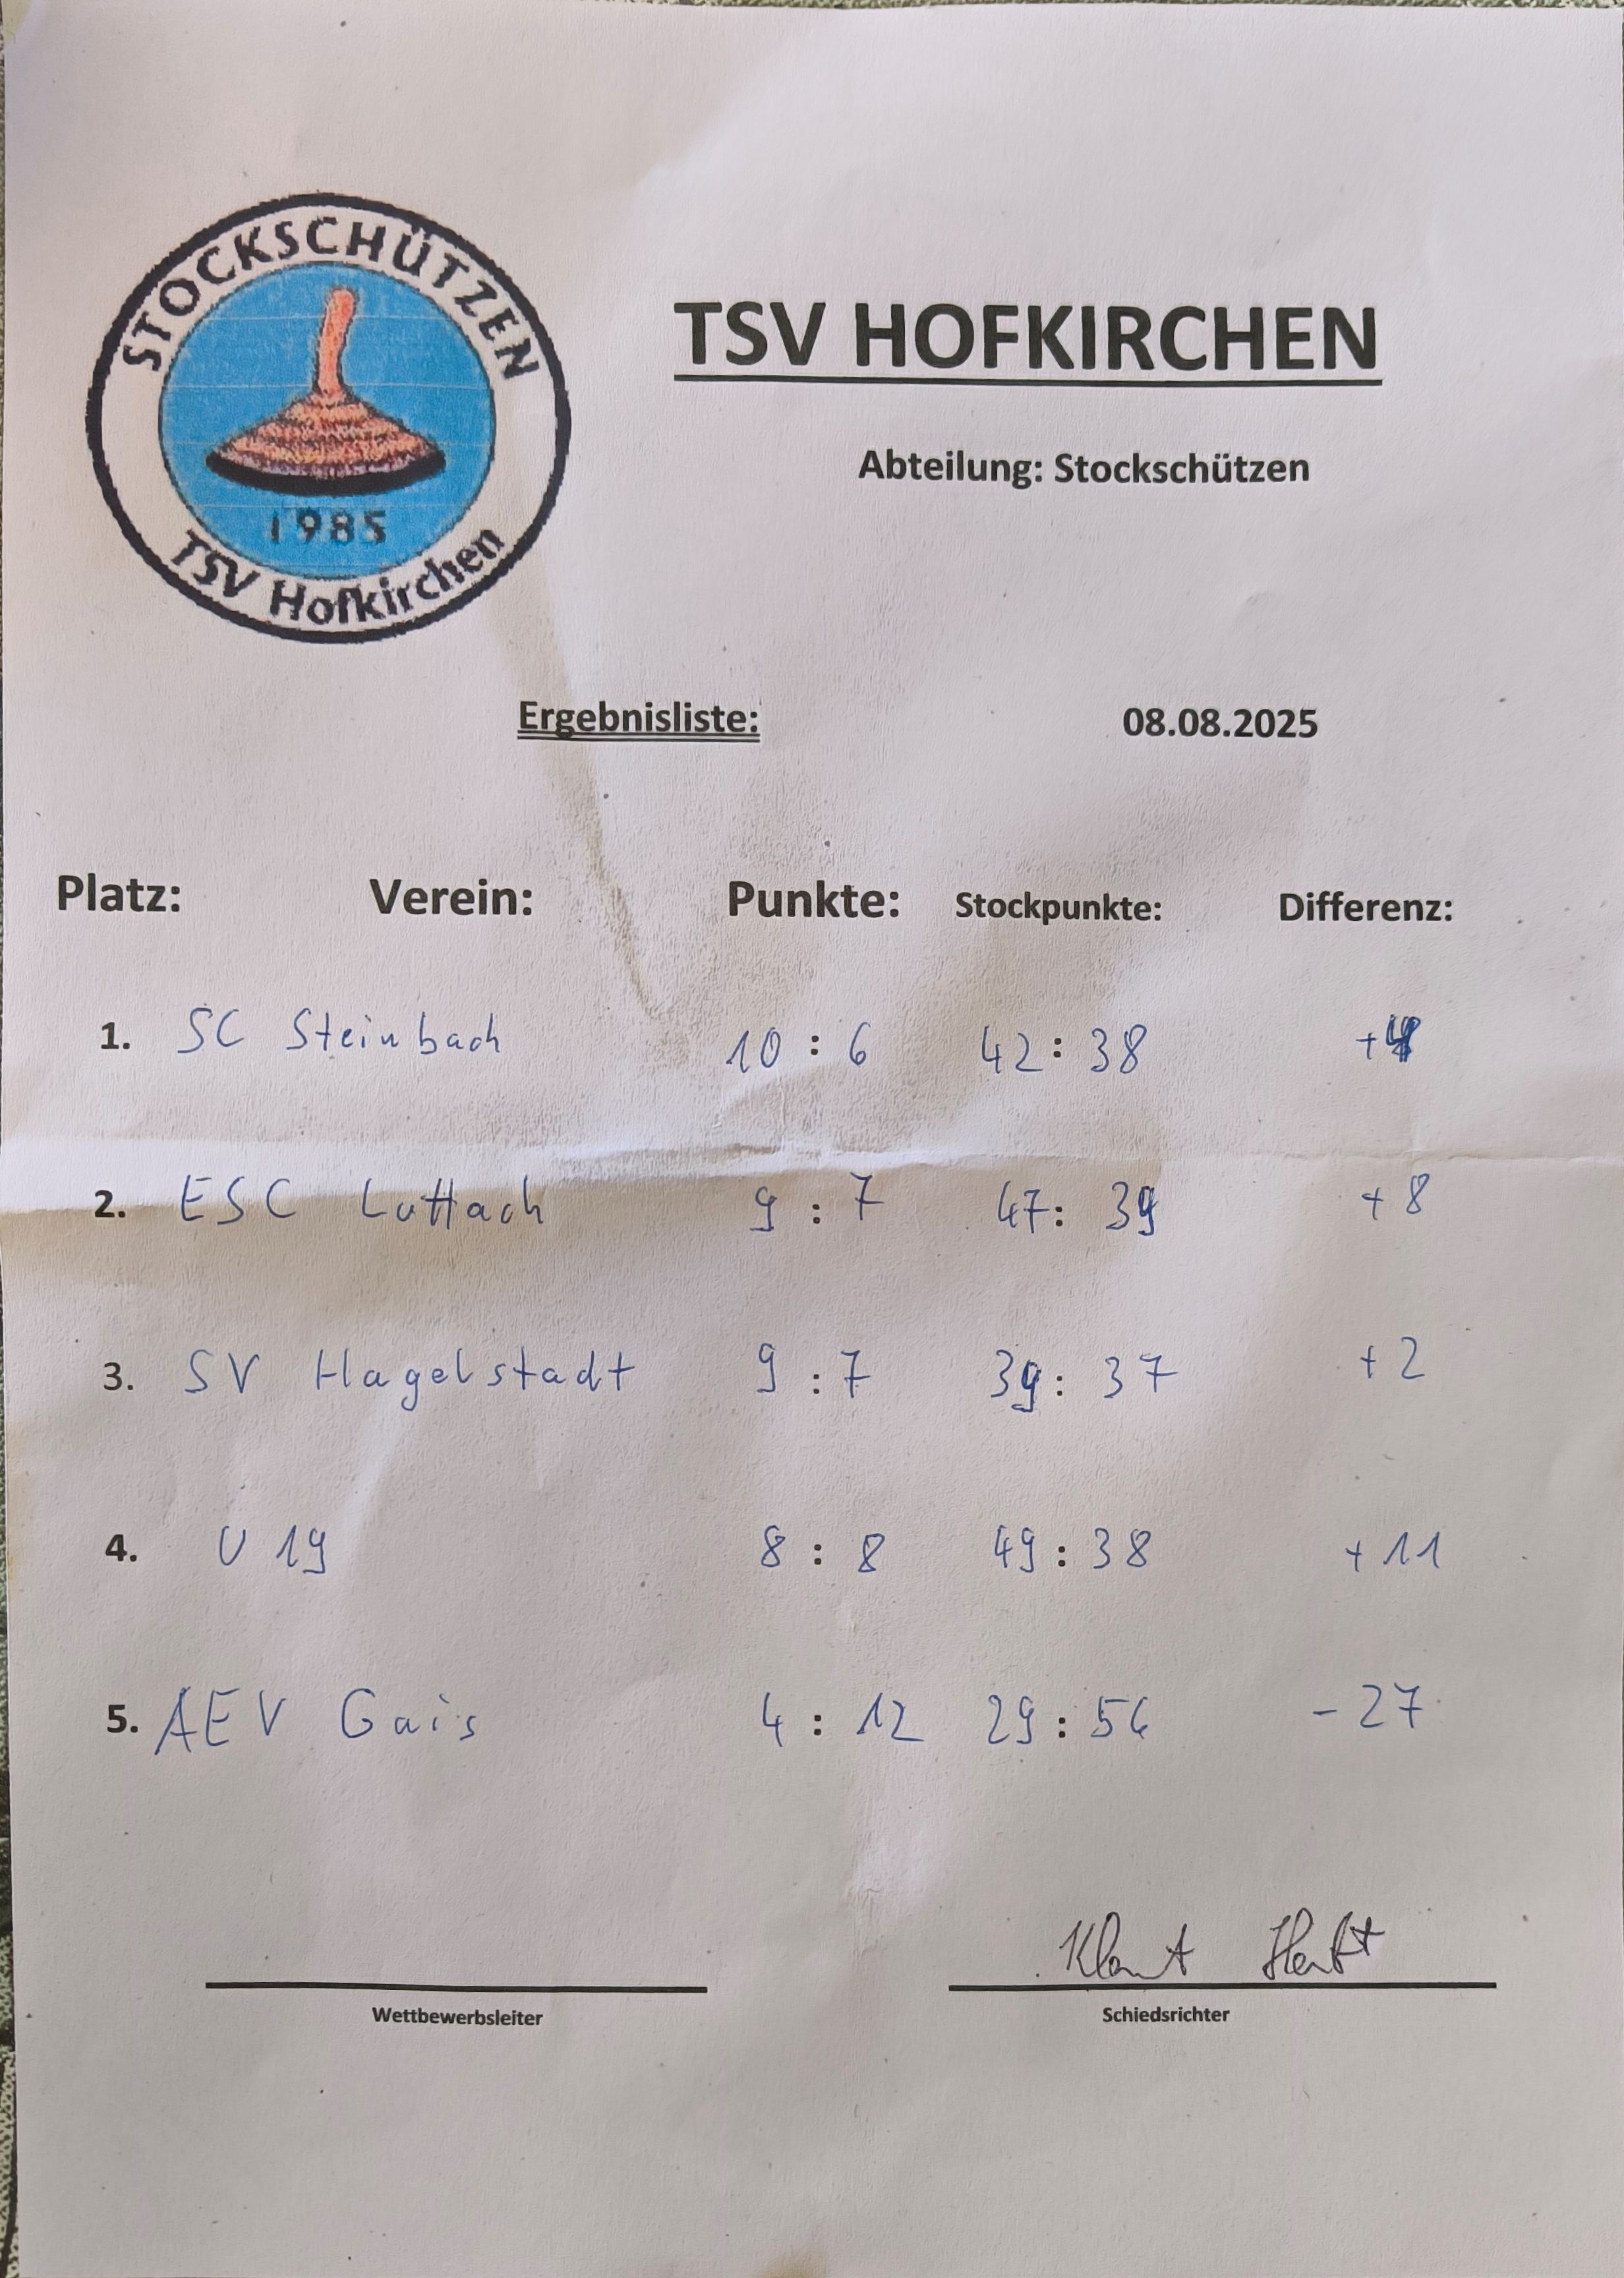 STOCKSCHÜTZEN
1985
TSV Hofkirchen
TSV HOFKIRCHEN
Abteilung: Stockschützen
Ergebnisliste: 08.08.2025
Platz: Verein: Punkte: Stockpunkte: Differenz:
1. SC Steinbach 10 : 6 42 : 38 +4
2. ESC Luttach 9 : 7 47 : 39 +8
3. SV Hagelstadt 9 : 7 39 : 37 +2
4. U 19 8 : 8 49 : 38 +11
5. AEV Gais 4 : 12 29 : 56 -27
Wettbewerbsleiter Schiedsrichter